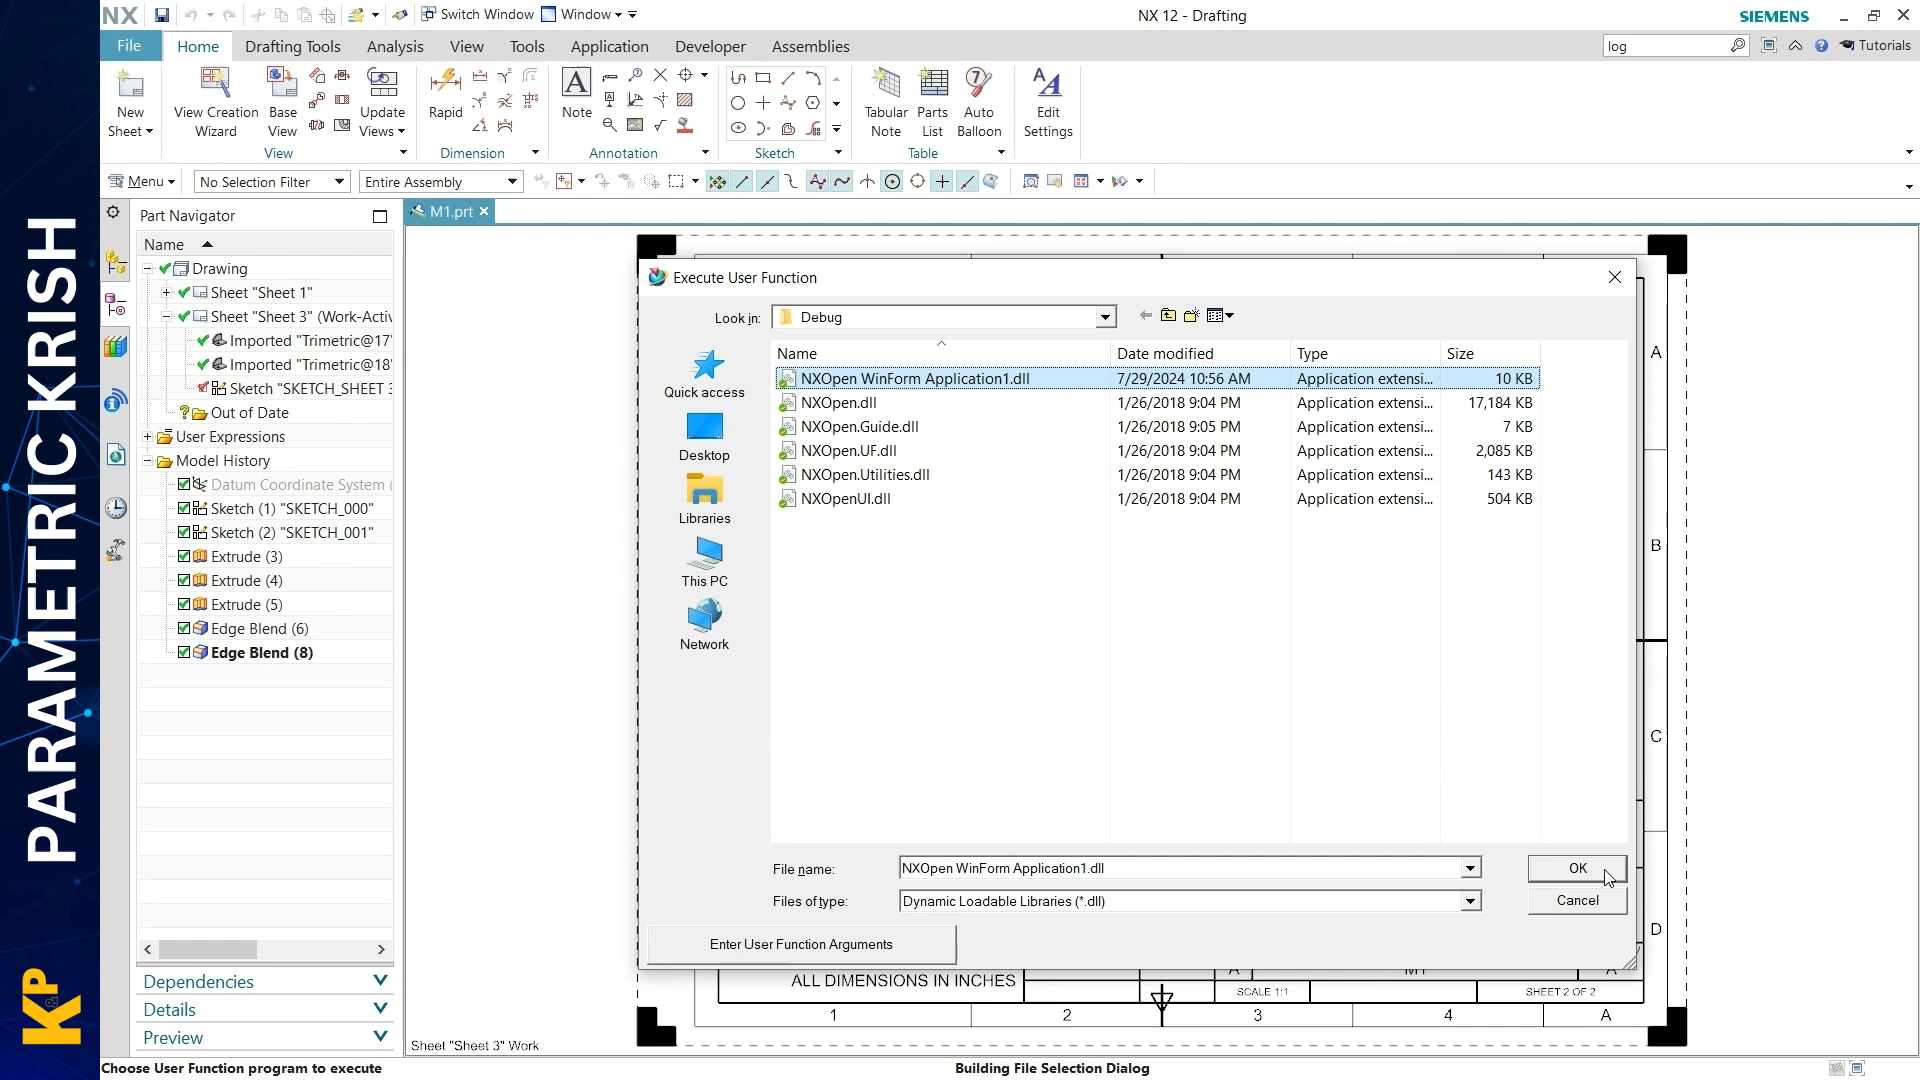 PARAMETRIC KRISH
KP
NX
Switch Window
Window
NX 12 - Drafting
SIEMENS
File
Home
Drafting Tools
Analysis
View
Tools
Application
Developer
Assemblies
log
Tutorials
New
Sheet
View Creation
Wizard
Base
View
Update
Views
Rapid
Note
Tabular
Note
Parts
List
Auto
Balloon
Edit
Settings
View
Dimension
Annotation
Sketch
Table
Menu
No Selection Filter
Entire Assembly
Part Navigator
M1.prt
Name
Drawing
Sheet "Sheet 1"
Sheet "Sheet 3" (Work-Activ
Imported "Trimetric@17"
Imported "Trimetric@18"
Sketch "SKETCH_SHEET 3
Out of Date
User Expressions
Model History
Datum Coordinate System (
Sketch (1) "SKETCH_000"
Sketch (2) "SKETCH_001"
Extrude (3)
Extrude (4)
Extrude (5)
Edge Blend (6)
Edge Blend (8)
Dependencies
Details
Preview
Execute User Function
Look in:
Debug
Quick access
Desktop
Libraries
This PC
Network
Name Date modified Type Size
NXOpen WinForm Application1.dll 7/29/2024 10:56 AM Application extensi... 10 KB
NXOpen.dll 1/26/2018 9:04 PM Application extensi... 17,184 KB
NXOpen.Guide.dll 1/26/2018 9:05 PM Application extensi... 7 KB
NXOpen.UF.dll 1/26/2018 9:04 PM Application extensi... 2,085 KB
NXOpen.Utilities.dll 1/26/2018 9:04 PM Application extensi... 143 KB
NXOpenUI.dll 1/26/2018 9:04 PM Application extensi... 504 KB
File name:
NXOpen WinForm Application1.dll
OK
Files of type:
Dynamic Loadable Libraries (*.dll)
Cancel
Enter User Function Arguments
A
B
C
D
ALL DIMENSIONS IN INCHES
A
M1
A
SCALE 1:1
SHEET 2 OF 2
1 2 3 4 A
Sheet "Sheet 3" Work
Choose User Function program to execute
Building File Selection Dialog